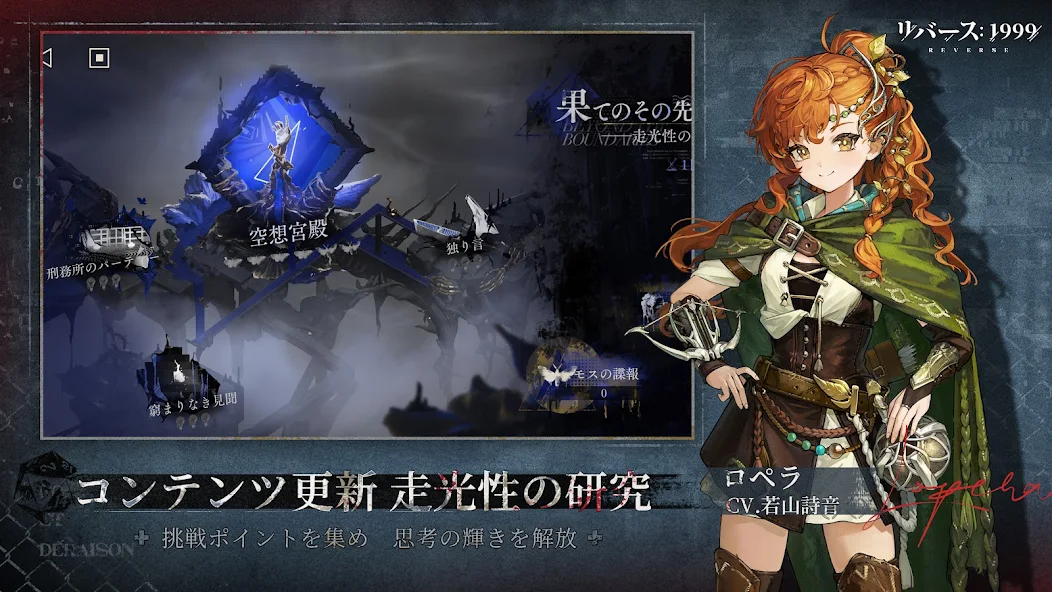 リバース:1999
REVERSE
果てのその先
走光性の
空想宮殿
独り言
刑務所のパーティー
モスの諜報
0
窮まりなき見聞
コンテンツ更新 走光性の研究
挑戦ポイントを集め 思考の輝きを解放
DERAISON
ロペラ
CV.若山詩音